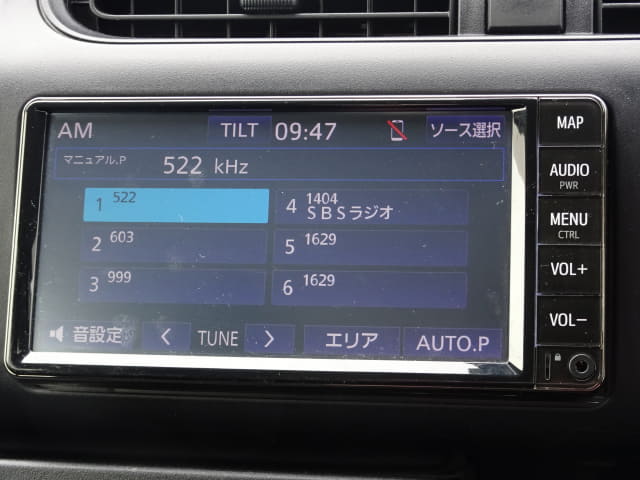 AM TILT 09:47 ソース選択
マニュアル.P 522 kHz
1 522
2 603
3 999
4 1404 SBSラジオ
5 1629
6 1629
音設定 < TUNE > エリア AUTO.P
MAP
AUDIO
PWR
MENU
CTRL
VOL+
VOL−